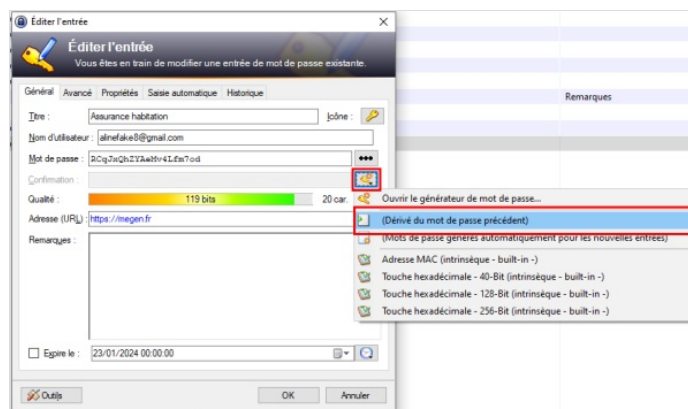 Éditer l'entrée
Éditer l'entrée
Vous êtes en train de modifier une entrée de mot de passe existante.
Général Avancé Propriétés Saisie automatique Historique
Titre : Assurance habitation Icône :
Nom d'utilisateur : alinefake8@gmail.com
Mot de passe : RCqJxQhZYAeMv4Lfm7od
Confirmation :
Qualité : 119 bits 20 car.
Adresse (URL) : https://megen.fr
Remarques :
Expire le : 23/01/2024 00:00:00
Outils OK Annuler
Ouvrir le générateur de mot de passe...
(Dérivé du mot de passe précédent)
(Mots de passe générés automatiquement pour les nouvelles entrées)
Adresse MAC (intrinsèque - built-in -)
Touche hexadécimale - 40-Bit (intrinsèque - built-in -)
Touche hexadécimale - 128-Bit (intrinsèque - built-in -)
Touche hexadécimale - 256-Bit (intrinsèque - built-in -)
Remarques